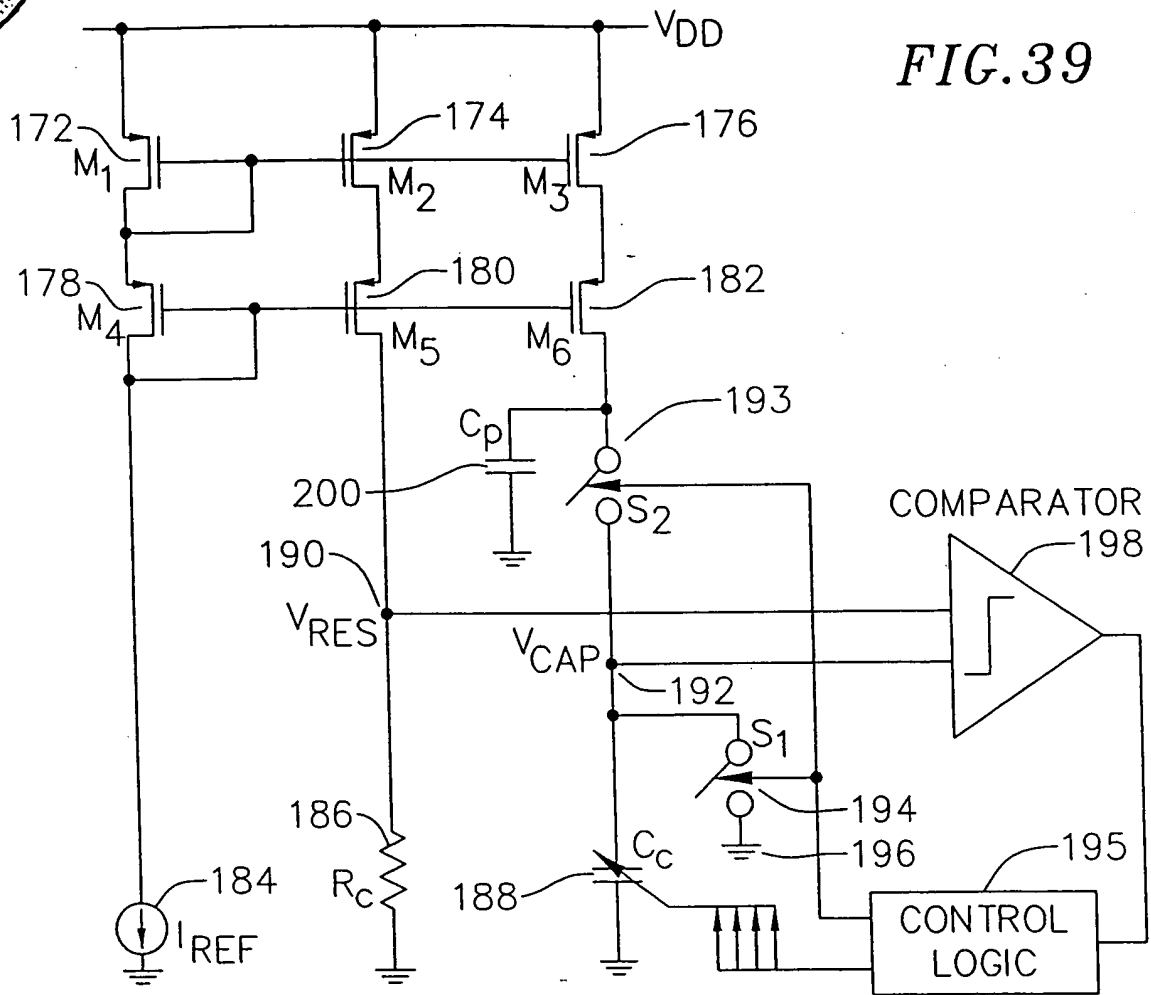 V_DD
FIG.39
172
174
176
M1
M2
M3
178
180
182
M4
M5
M6
193
Cp
200
S2
COMPARATOR
198
190
VRES
VCAP
192
S1
194
196
186
Rc
Cc
188
195
184
IREF
CONTROL
LOGIC